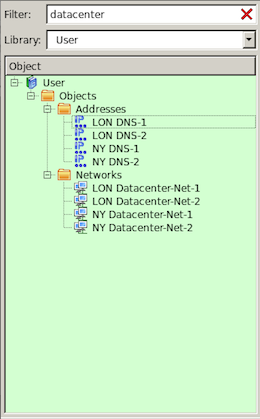 Filter: datacenter
Library: User
Object
User
Objects
Addresses
LON DNS-1
LON DNS-2
NY DNS-1
NY DNS-2
Networks
LON Datacenter-Net-1
LON Datacenter-Net-2
NY Datacenter-Net-1
NY Datacenter-Net-2